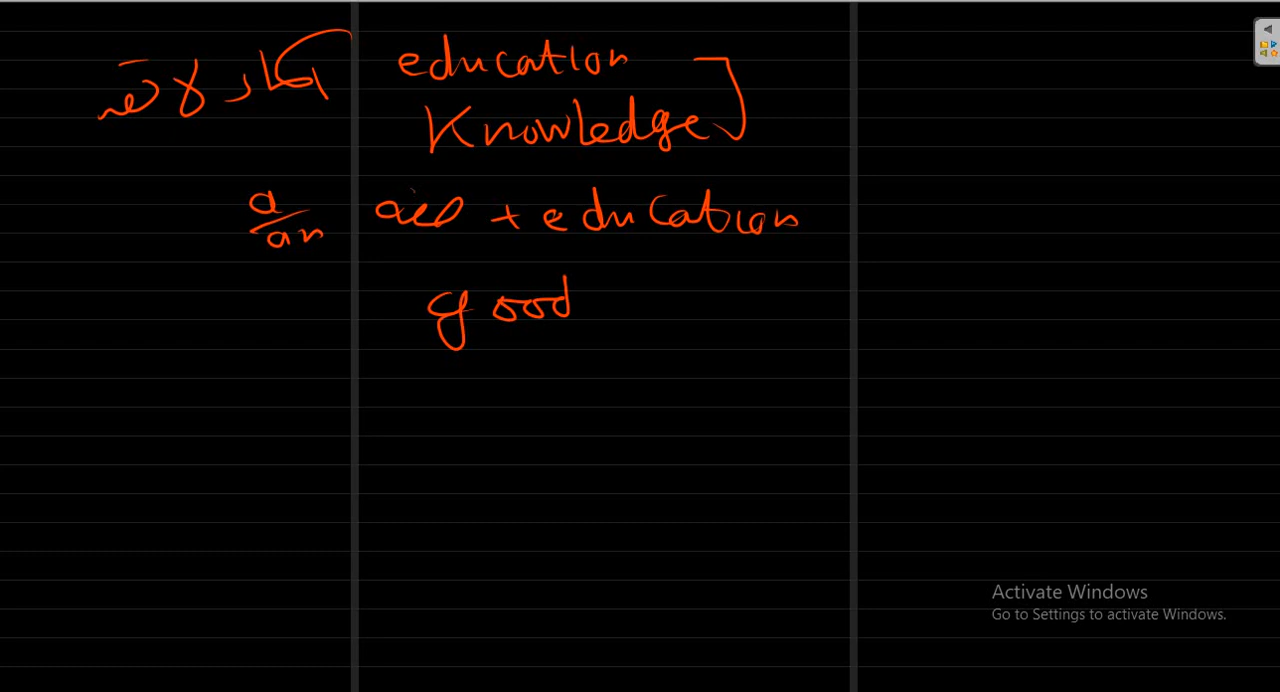 education
Knowledge
a
an + education
good
Activate Windows
Go to Settings to activate Windows.